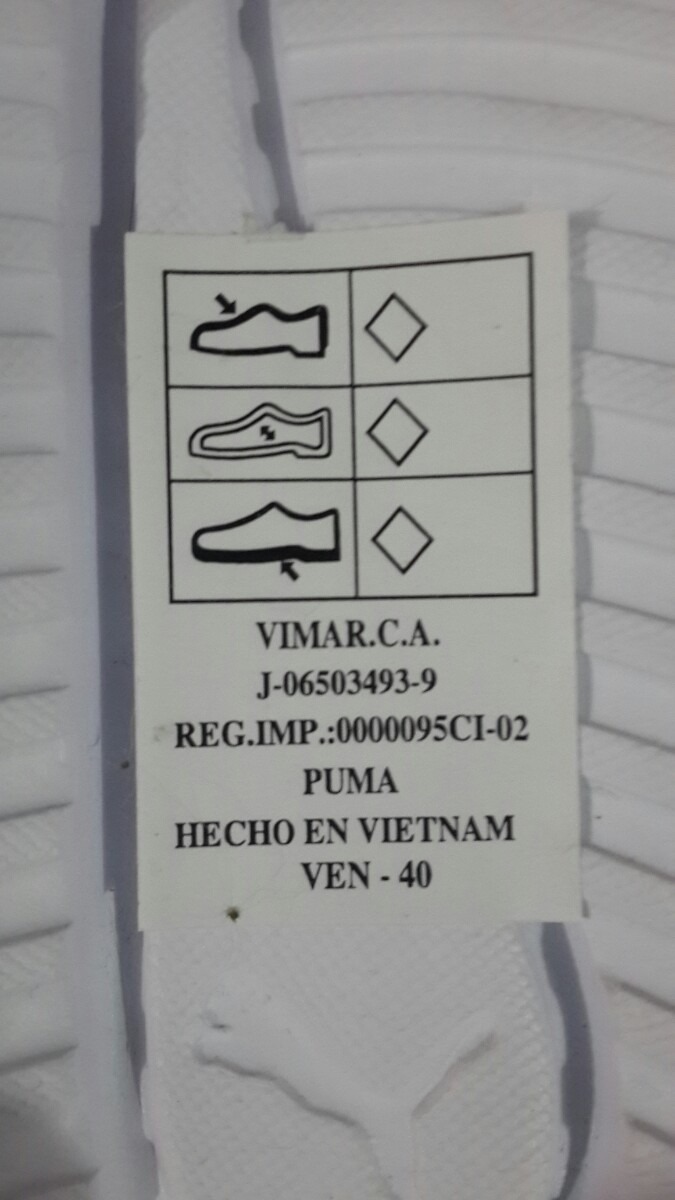 VIMAR.C.A.
J-06503493-9
REG.IMP.:0000095CI-02
PUMA
HECHO EN VIETNAM
VEN - 40